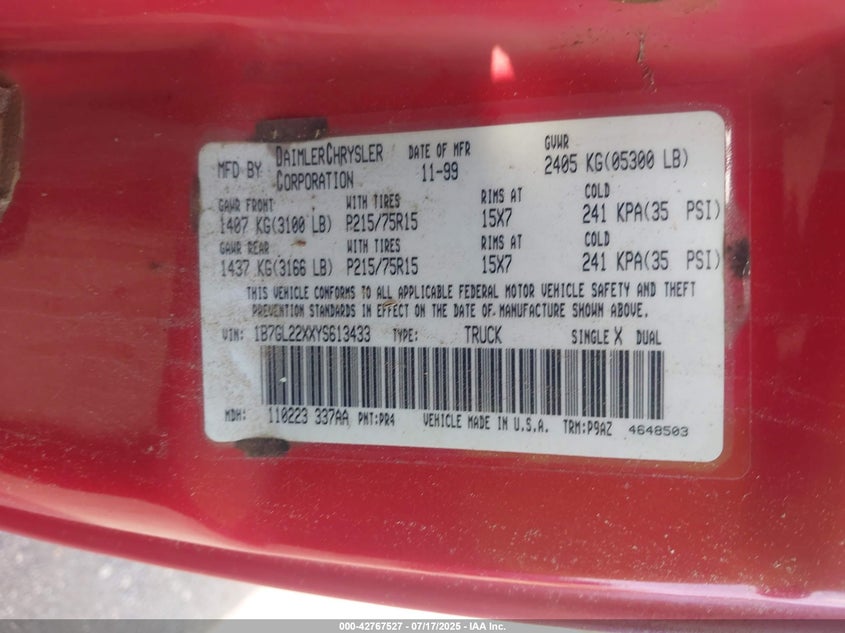 MFD BY DAIMLERCHRYSLER CORPORATION DATE OF MFR 11-99 GVWR 2405 KG(05300 LB)
GAWR FRONT WITH TIRES RIMS AT COLD
1407 KG(3100 LB) P215/75R15 15X7 241 KPA(35 PSI)
GAWR REAR WITH TIRES RIMS AT COLD
1437 KG(3166 LB) P215/75R15 15X7 241 KPA(35 PSI)
THIS VEHICLE CONFORMS TO ALL APPLICABLE FEDERAL MOTOR VEHICLE SAFETY AND THEFT
PREVENTION STANDARDS IN EFFECT ON THE DATE OF MANUFACTURE SHOWN ABOVE.
VIN: 1B7GL22XXYS613433 TYPE: TRUCK SINGLE X DUAL
MDH: 110223 337AA PNT:PR4 VEHICLE MADE IN U.S.A. TRM:P9AZ 4648503
000-42767527 - 07/17/2025 - IAA Inc.